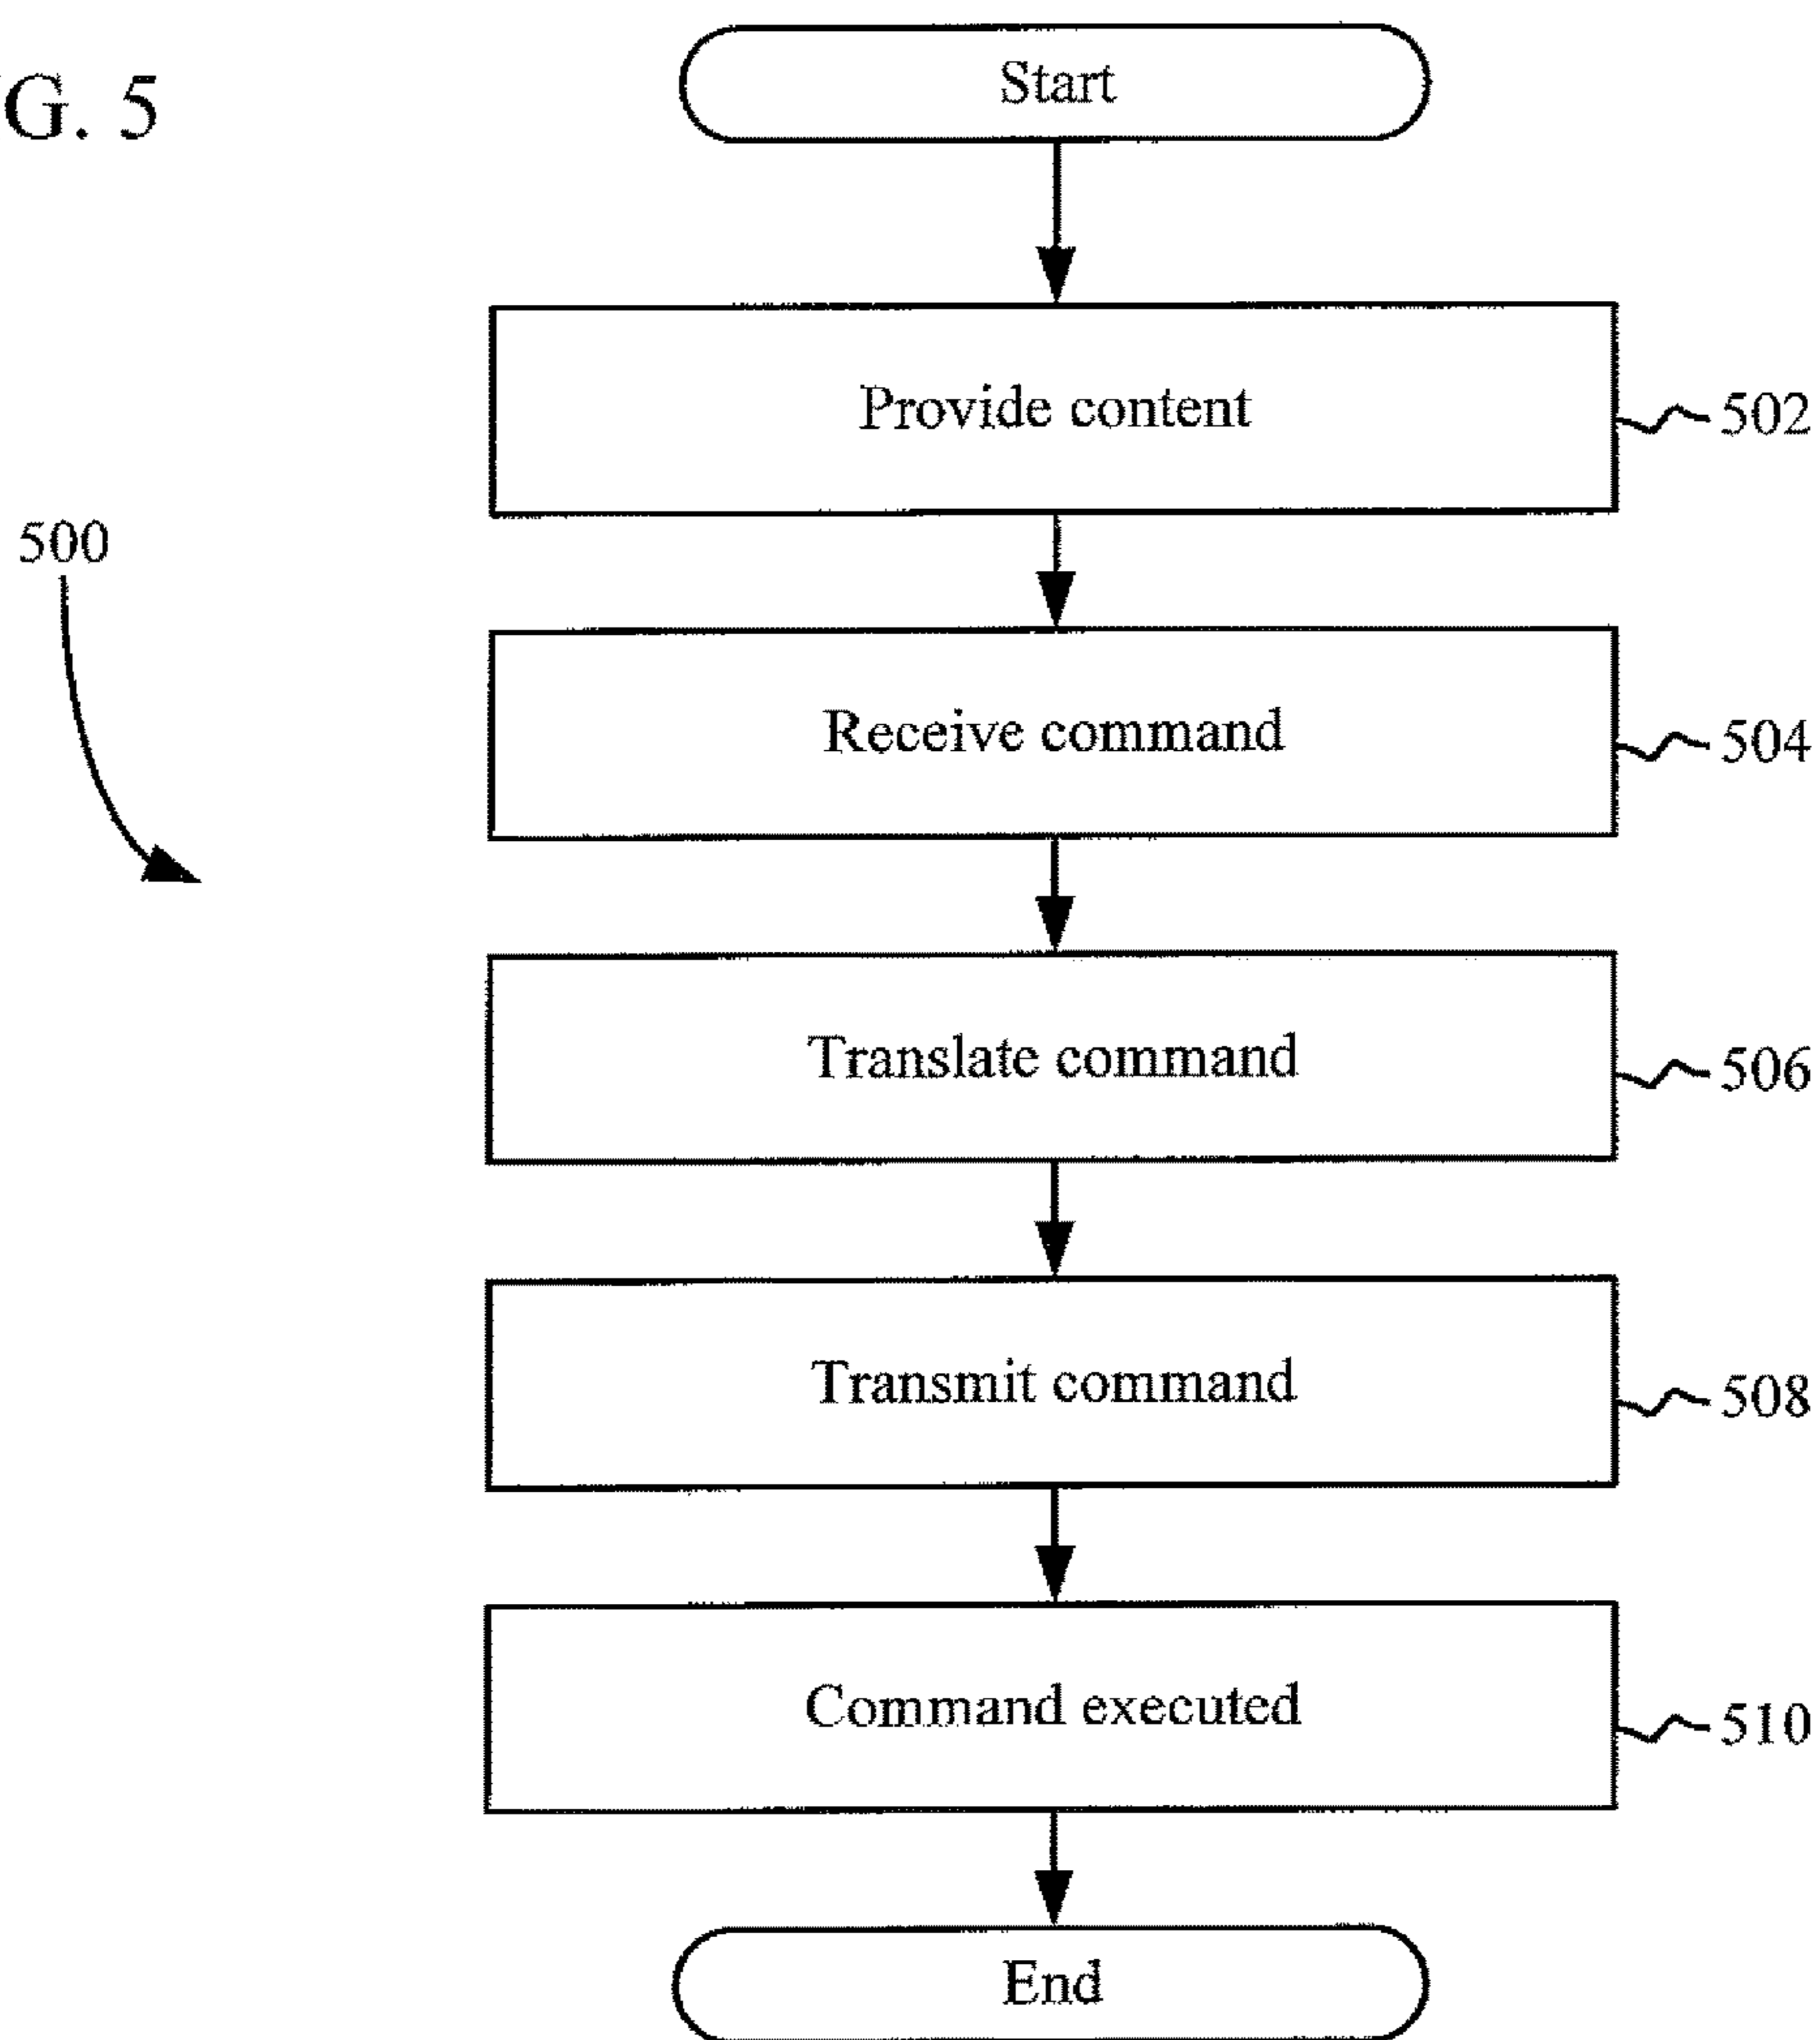 G. 5
Start
Provide content
502
500
Receive command
504
Translate command
506
Transmit command
508
Command executed
510
End